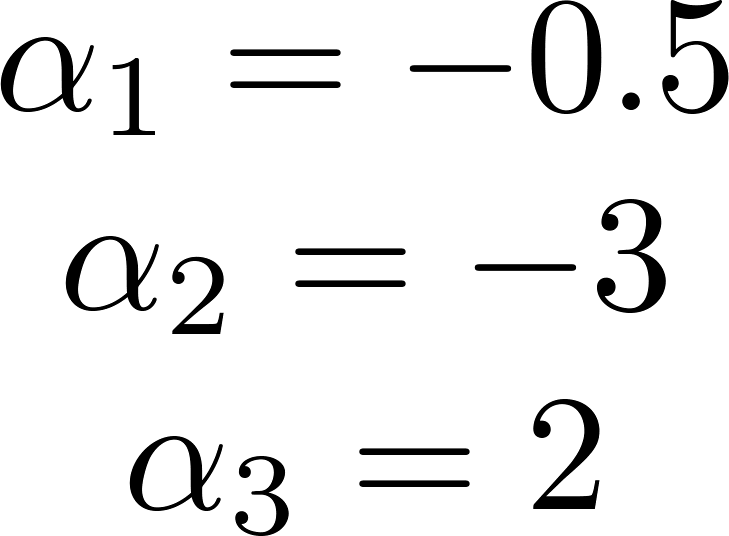 α₁ = −0.5
α₂ = −3
α₃ = 2